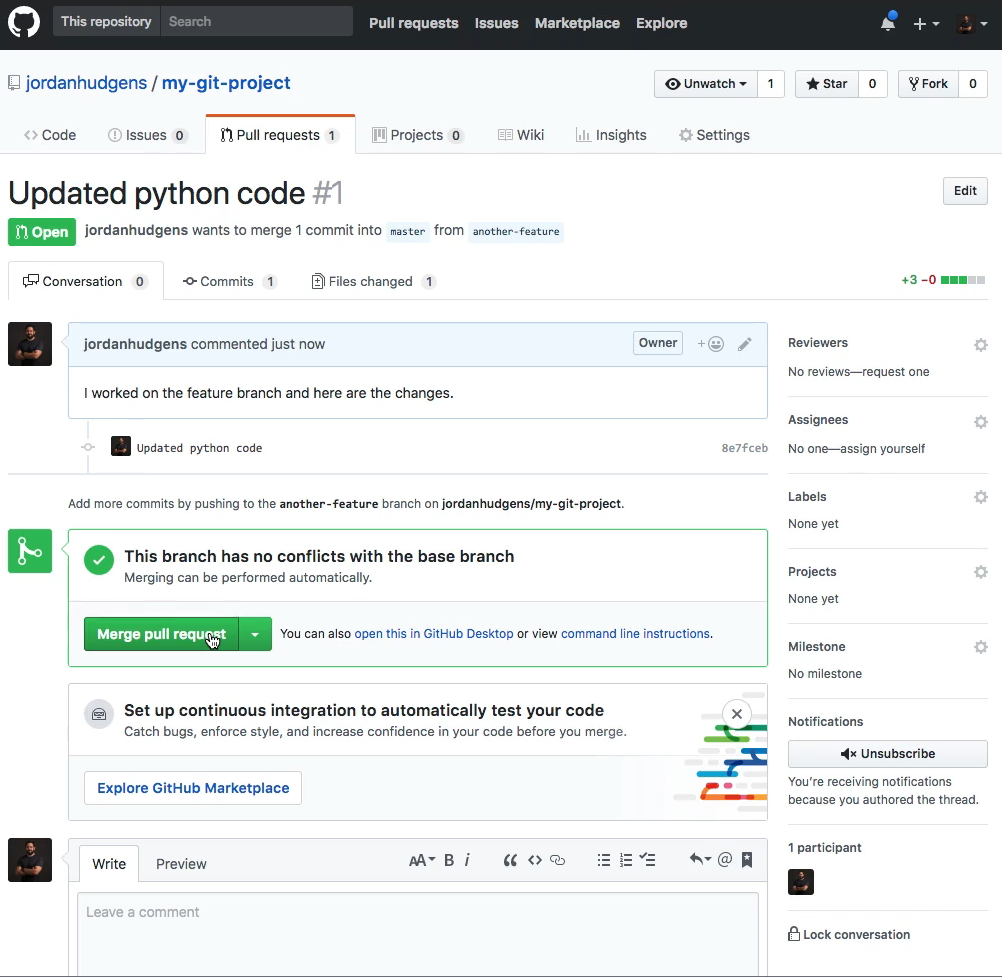 This repository Search Pull requests Issues Marketplace Explore
jordanhudgens / my-git-project Unwatch 1 Star 0 Fork 0
Code Issues 0 Pull requests 1 Projects 0 Wiki Insights Settings
Updated python code #1 Edit
Open jordanhudgens wants to merge 1 commit into master from another-feature
Conversation 0 Commits 1 Files changed 1 +3 −0
jordanhudgens commented just now Owner
I worked on the feature branch and here are the changes.
Updated python code 8e7fceb
Add more commits by pushing to the another-feature branch on jordanhudgens/my-git-project.
This branch has no conflicts with the base branch
Merging can be performed automatically.
Merge pull request You can also open this in GitHub Desktop or view command line instructions.
Set up continuous integration to automatically test your code
Catch bugs, enforce style, and increase confidence in your code before you merge.
Explore GitHub Marketplace
Write Preview AA B i
Leave a comment
Reviewers
No reviews—request one
Assignees
No one—assign yourself
Labels
None yet
Projects
None yet
Milestone
No milestone
Notifications
Unsubscribe
You're receiving notifications
because you authored the thread.
1 participant
Lock conversation